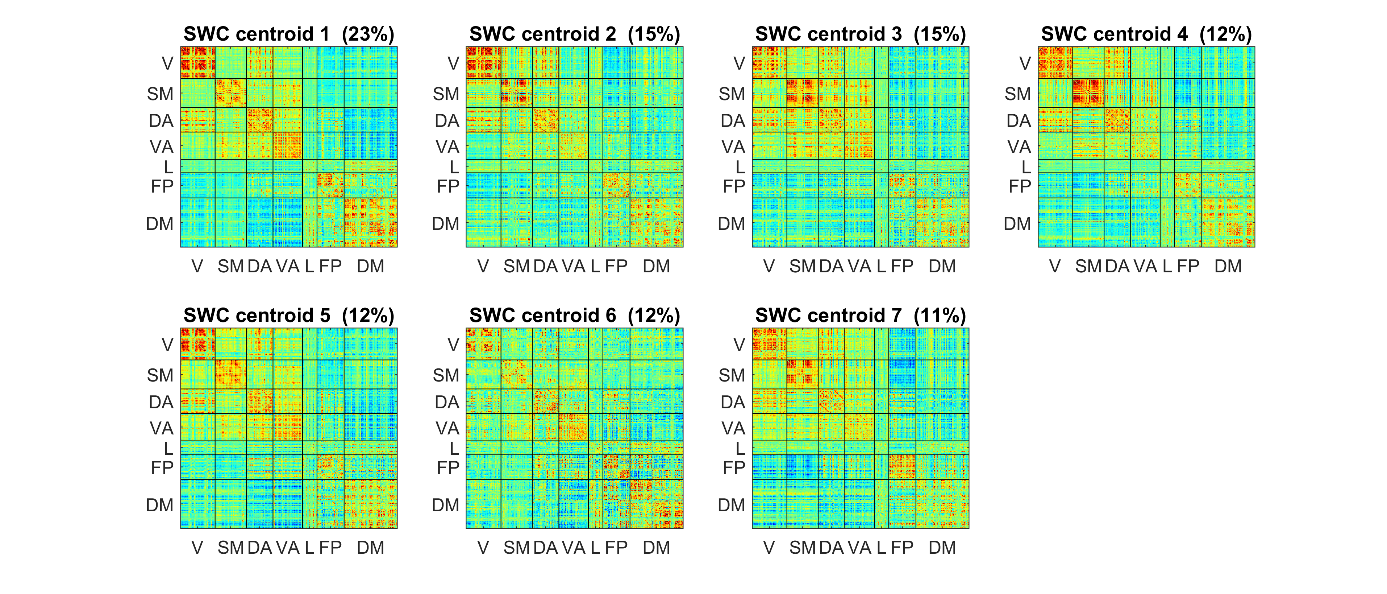 SWC centroid 1 (23%)
V
SM
DA
VA
L
FP
DM
V SM DA VA L FP DM
SWC centroid 2 (15%)
V
SM
DA
VA
L
FP
DM
V SM DA VA L FP DM
SWC centroid 3 (15%)
V
SM
DA
VA
L
FP
DM
V SM DA VA L FP DM
SWC centroid 4 (12%)
V
SM
DA
VA
L
FP
DM
V SM DA VA L FP DM
SWC centroid 5 (12%)
V
SM
DA
VA
L
FP
DM
V SM DA VA L FP DM
SWC centroid 6 (12%)
V
SM
DA
VA
L
FP
DM
V SM DA VA L FP DM
SWC centroid 7 (11%)
V
SM
DA
VA
L
FP
DM
V SM DA VA L FP DM